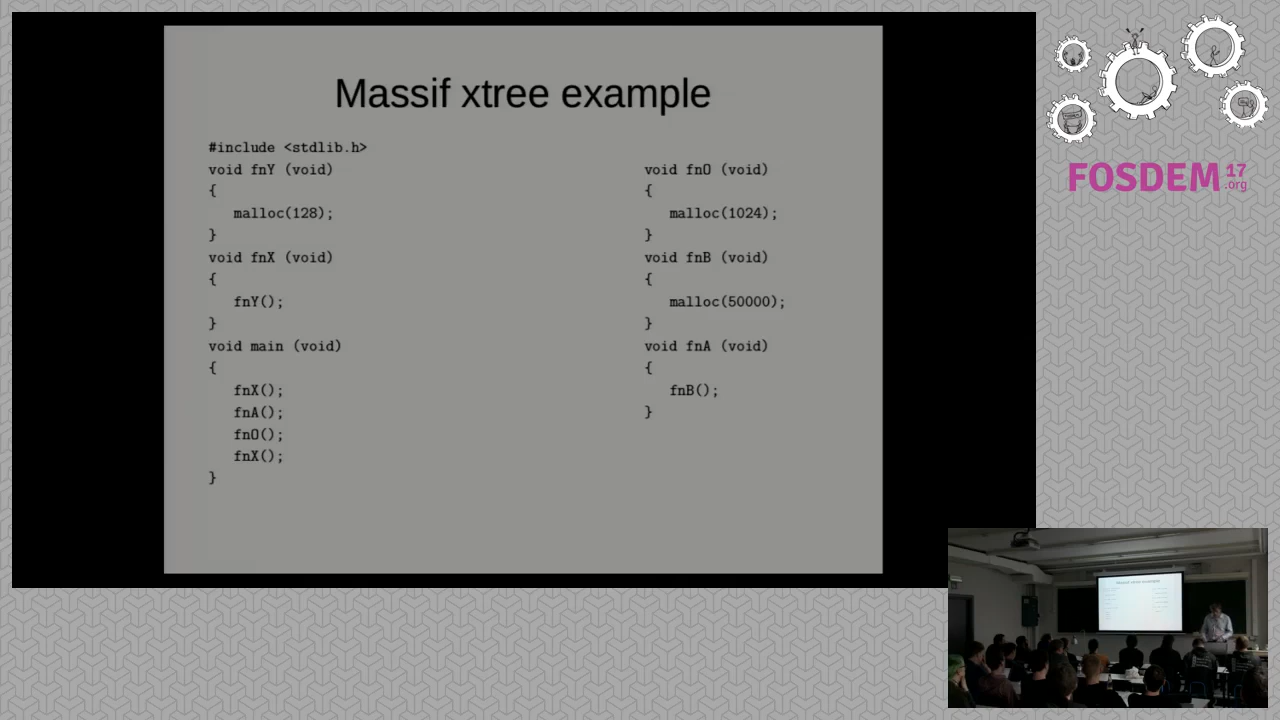 Massif xtree example
#include <stdlib.h>
void fnY (void)
{
malloc(128);
}
void fnX (void)
{
fnY();
}
void main (void)
{
fnX();
fnA();
fnO();
fnX();
}
void fnO (void)
{
malloc(1024);
}
void fnB (void)
{
malloc(50000);
}
void fnA (void)
{
fnB();
}
FOSDEM 17
.org